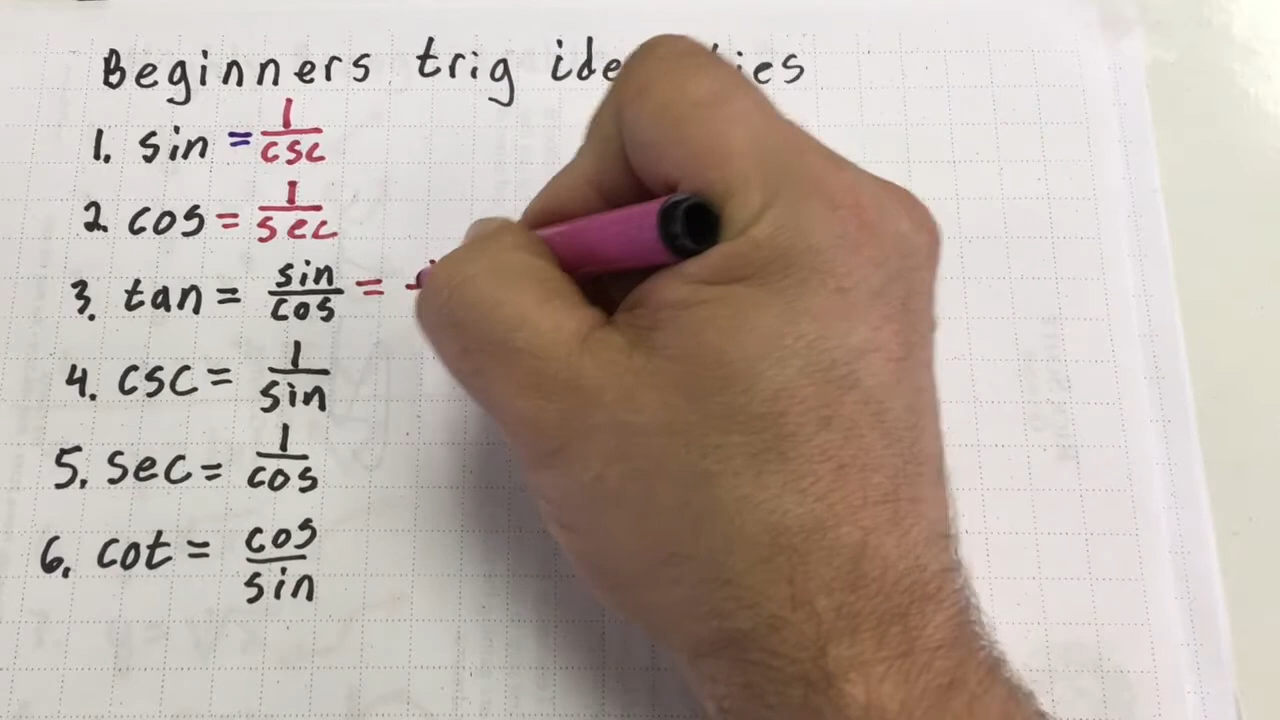 Beginners trig ide ies
1. sin = 1/csc
2. cos = 1/sec
3. tan = sin/cos =
4. csc = 1/sin
5. sec = 1/cos
6. cot = cos/sin